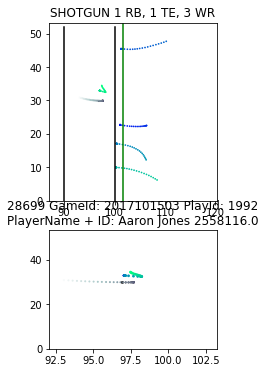 SHOTGUN 1 RB, 1 TE, 3 WR
50
40
30
20
10
0
90 100 110 120
28699 GameId: 2017101503 PlayId: 1992
PlayerName + ID: Aaron Jones 2558116.0
40
20
0
92.5 95.0 97.5 100.0 102.5